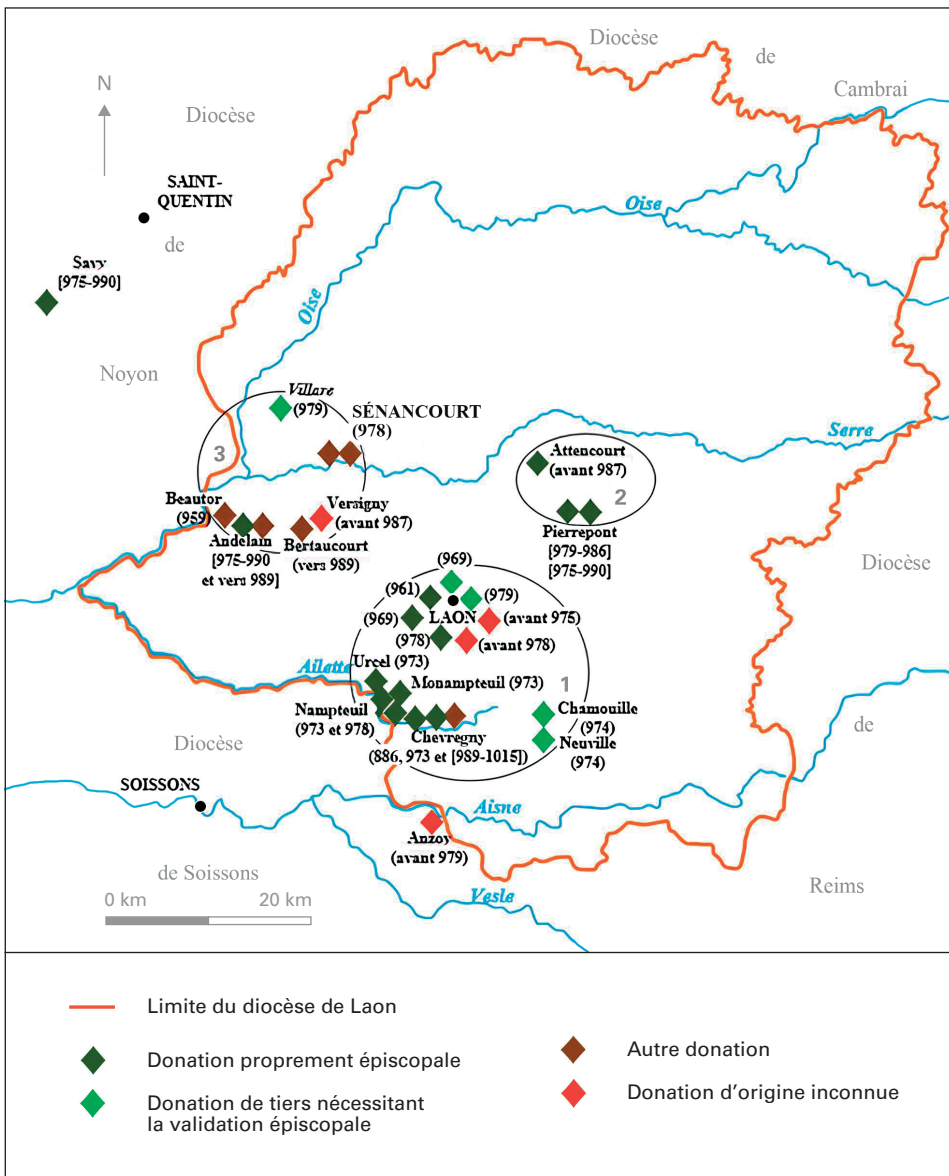 Diocèse
de
Cambrai
N
Diocèse
SAINT-
QUENTIN
de
Oise
Savy
[975-990]
Oise
Noyon
Villare
(979)
SÉNANCOURT
(978)
Serre
3
Attencourt
(avant 987)
2
Beautor
(959)
Versigny
(avant 987)
Andelain
[975-990
et vers 989]
Bertaucourt
(vers 989)
Pierrepont
[979-986]
[975-990]
Diocèse
(969)
(961)
(979)
(969)
LAON
(avant 975)
(978)
(avant 978)
Urcel (973)
Ailette
Monampteuil (973)
1
Nampteuil
(973 et 978)
Chamouille
(974)
Chevregny
(886, 973 et [989-1015])
Neuville
(974)
de
Diocèse
SOISSONS
Aisne
Anzoy
(avant 979)
de Soissons
Vesle
Reims
0 km
20 km
Limite du diocèse de Laon
Donation proprement épiscopale
Autre donation
Donation de tiers nécessitant
la validation épiscopale
Donation d'origine inconnue